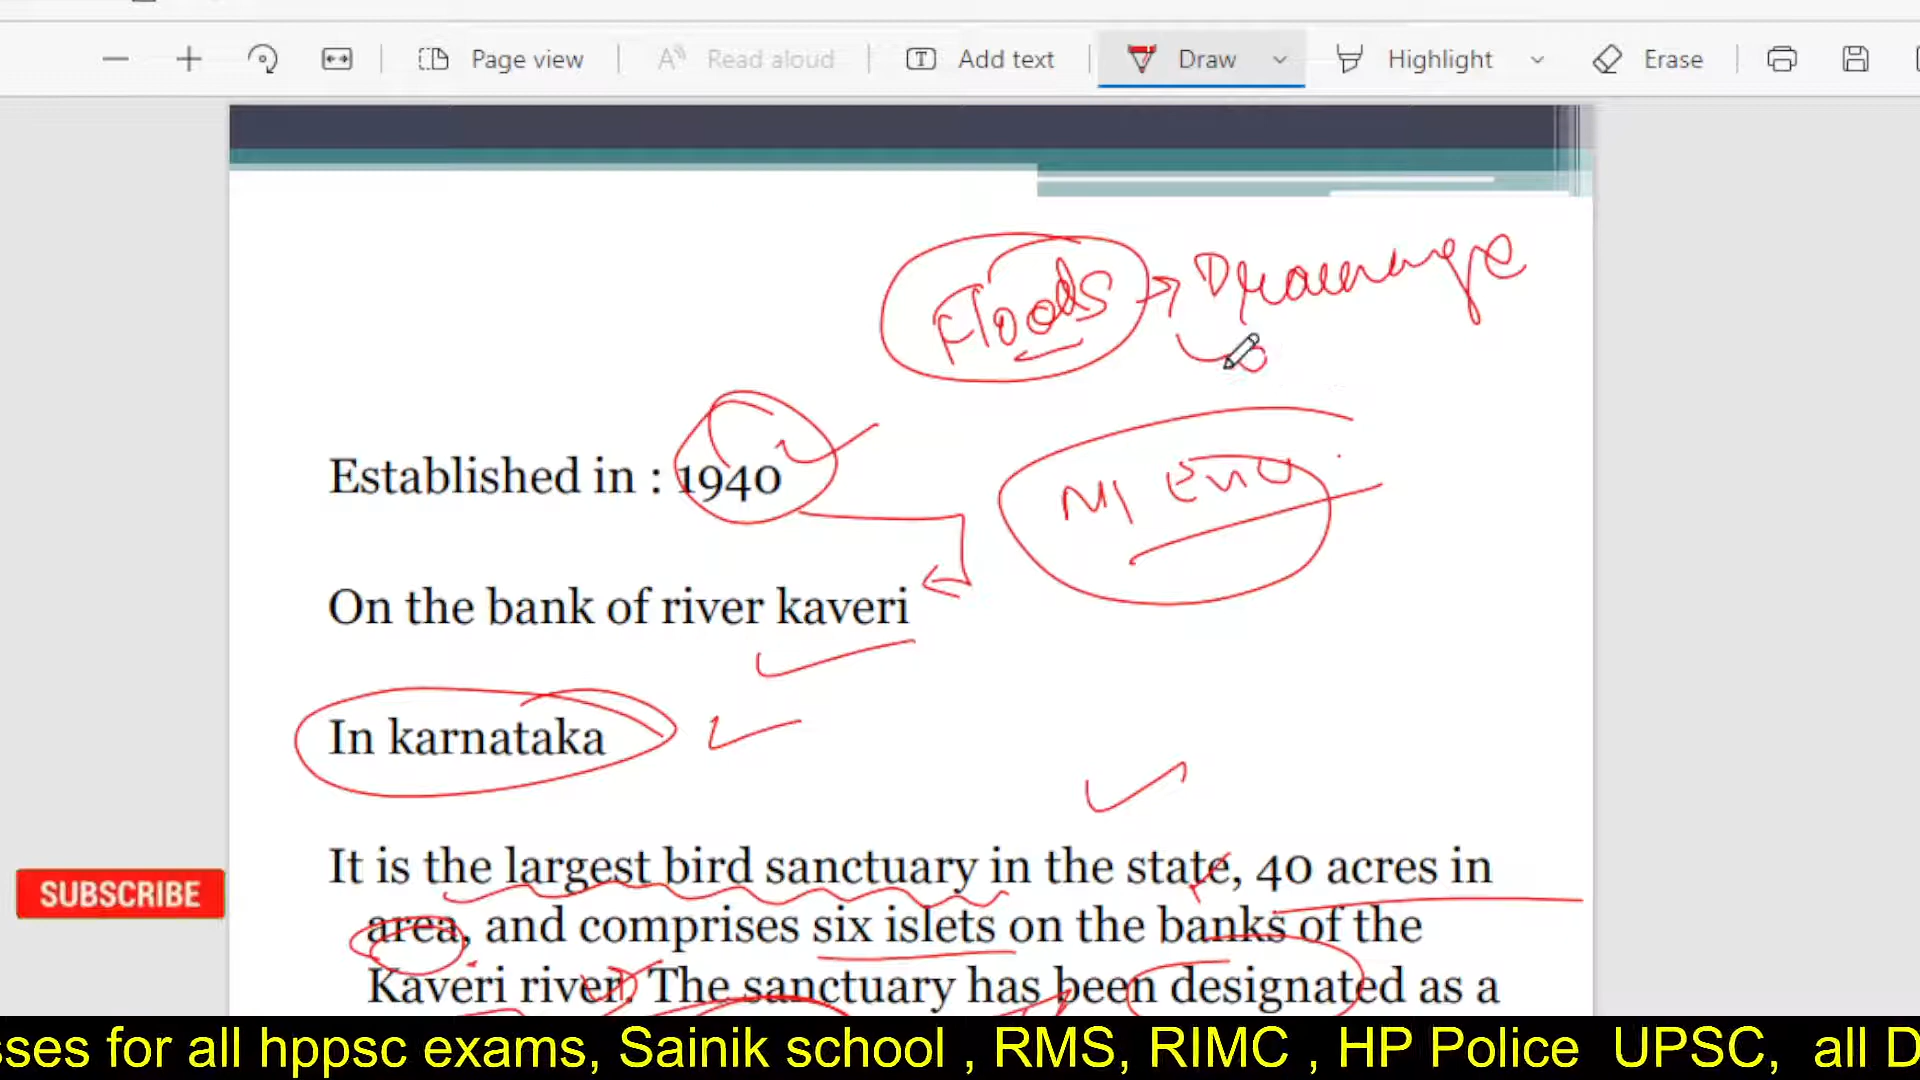 Page view
Read aloud
Add text
Draw
Highlight
Erase
Floods → Drainage
Established in : 1940
On the bank of river kaveri
In karnataka
It is the largest bird sanctuary in the state, 40 acres in
area, and comprises six islets on the banks of the
Kaveri river. The sanctuary has been designated as a
SUBSCRIBE
sses for all hppsc exams, Sainik school , RMS, RIMC , HP Police UPSC, all D